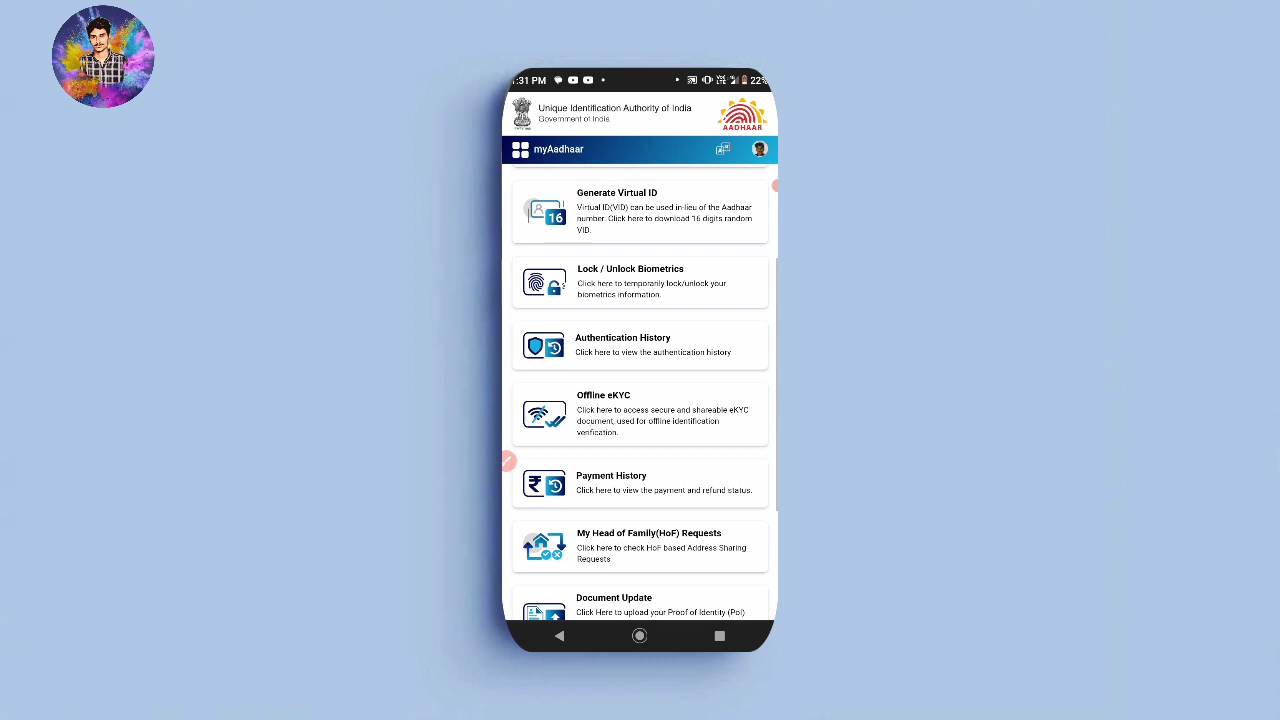 :31 PM
22%
Unique Identification Authority of India
Government of India
AADHAAR
myAadhaar
Generate Virtual ID
Virtual ID(VID) can be used in-lieu of the Aadhaar
number. Click here to download 16 digits random
VID.
16
Lock / Unlock Biometrics
Click here to temporarily lock/unlock your
biometrics information.
Authentication History
Click here to view the authentication history
Offline eKYC
Click here to access secure and shareable eKYC
document, used for offline identification
verification.
Payment History
Click here to view the payment and refund status.
₹
My Head of Family(HoF) Requests
Click here to check HoF based Address Sharing
Requests
Document Update
Click Here to upload your Proof of Identity (PoI)